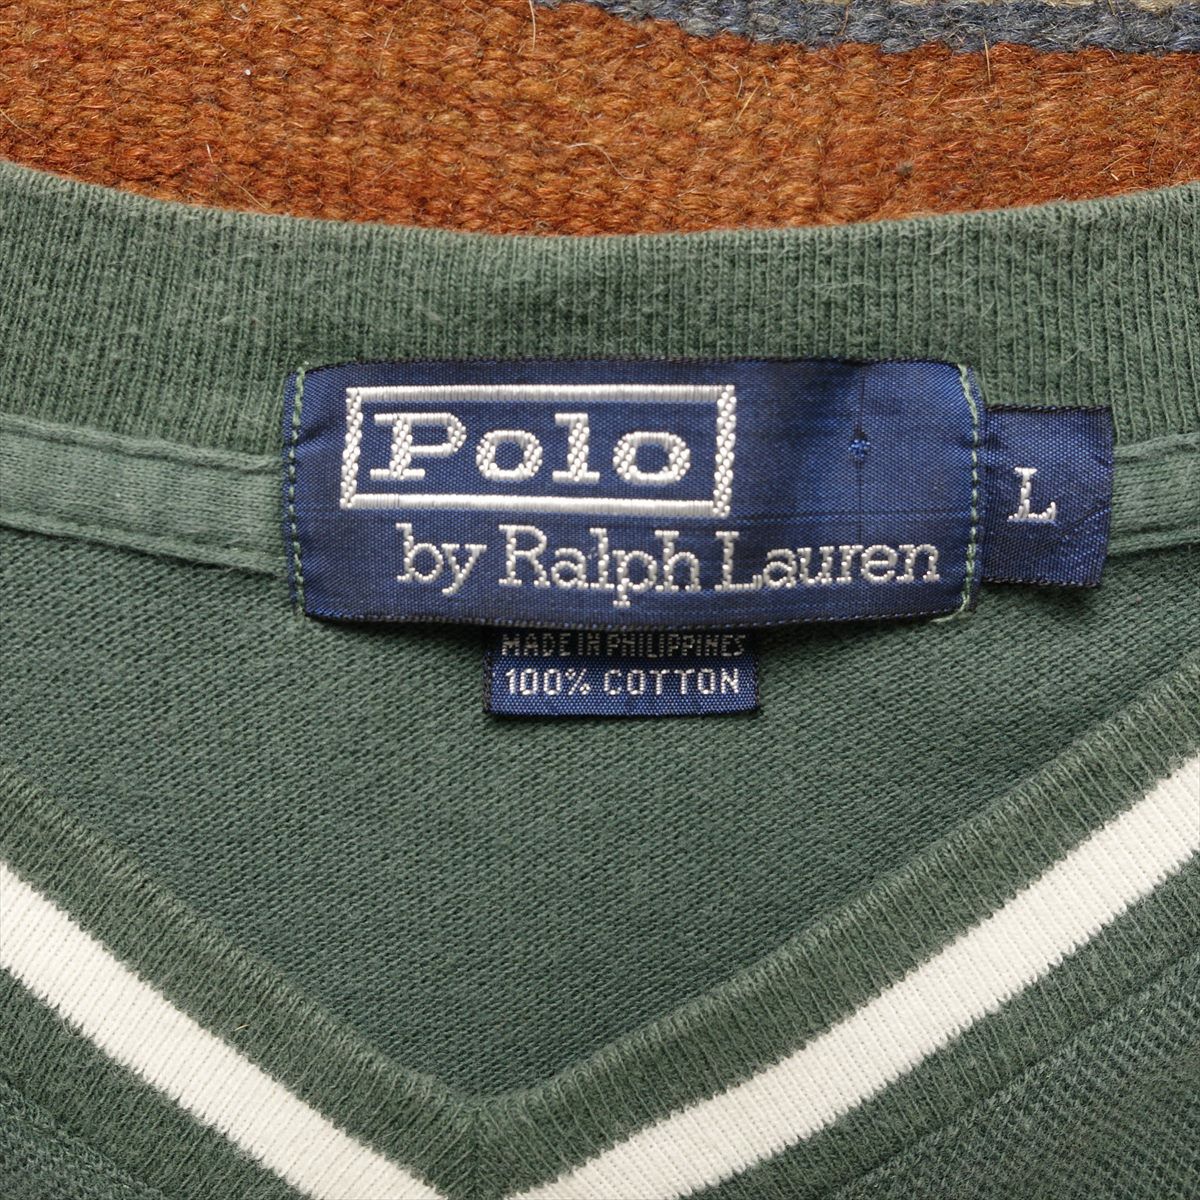 Polo
by Ralph Lauren
L
MADE IN PHILIPPINES
100% COTTON